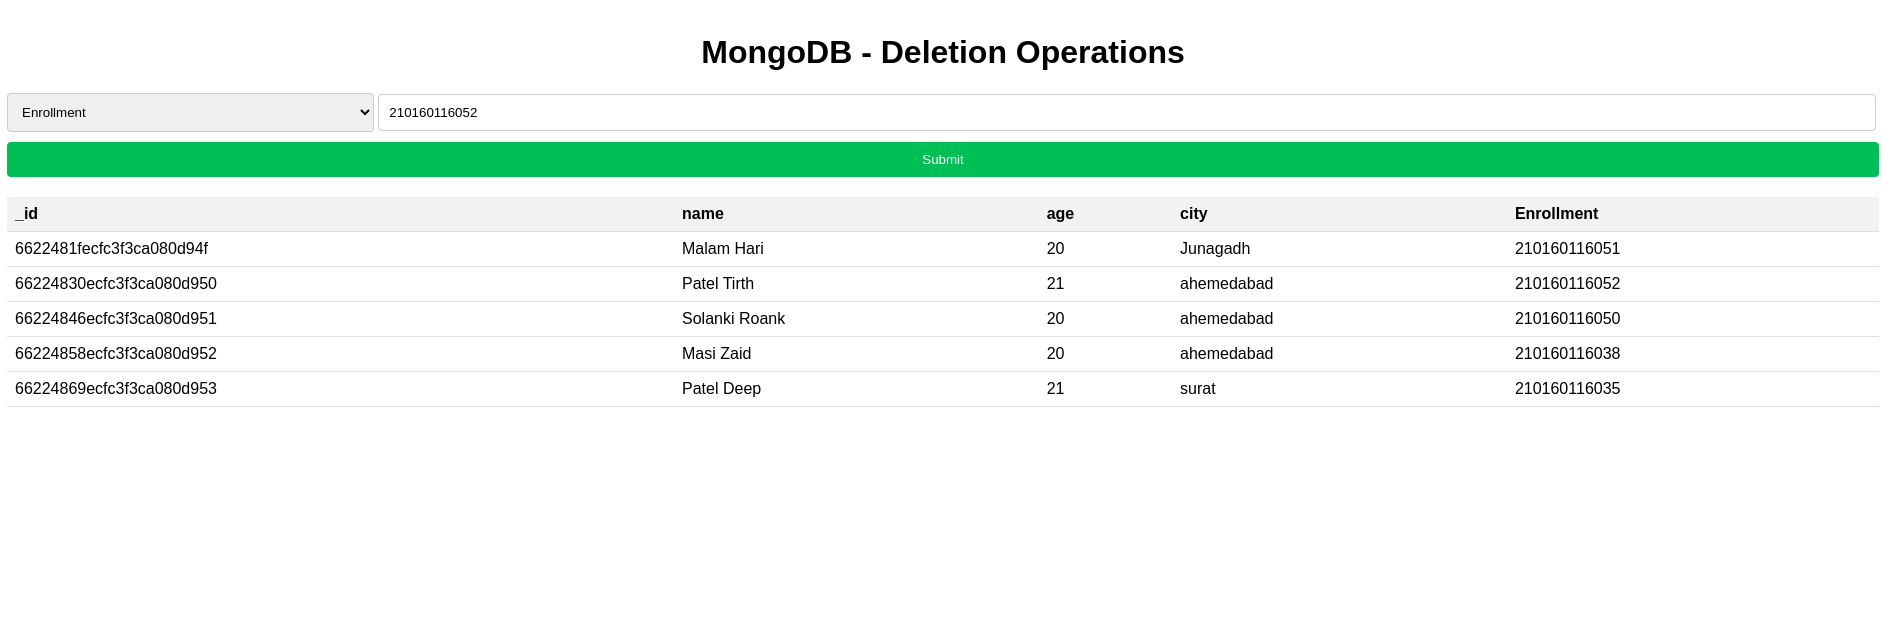 MongoDB - Deletion Operations
Enrollment 210160116052
Submit
_id name age city Enrollment
6622481fecfc3f3ca080d94f Malam Hari 20 Junagadh 210160116051
66224830ecfc3f3ca080d950 Patel Tirth 21 ahemedabad 210160116052
66224846ecfc3f3ca080d951 Solanki Roank 20 ahemedabad 210160116050
66224858ecfc3f3ca080d952 Masi Zaid 20 ahemedabad 210160116038
66224869ecfc3f3ca080d953 Patel Deep 21 surat 210160116035